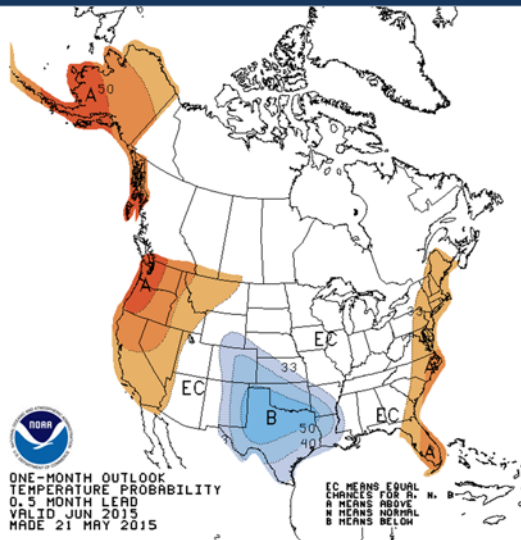 A 50
A
33
EC
33
EC
EC
B
50
40
A
A
NOAA
ONE-MONTH OUTLOOK
TEMPERATURE PROBABILITY
0.5 MONTH LEAD
VALID JUN 2015
MADE 21 MAY 2015
EC MEANS EQUAL
CHANCES FOR A, N, B
A MEANS ABOVE
N MEANS NORMAL
B MEANS BELOW